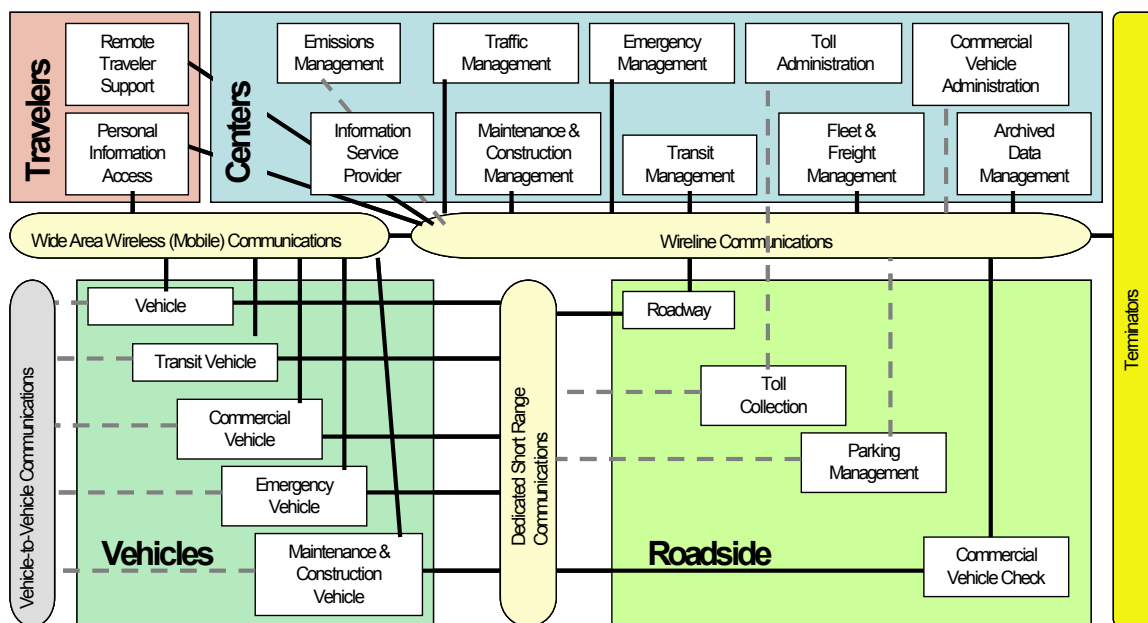 Travelers
Remote
Traveler
Support
Personal
Information
Access
Centers
Emissions
Management
Traffic
Management
Emergency
Management
Toll
Administration
Commercial
Vehicle
Administration
Information
Service
Provider
Maintenance &
Construction
Management
Transit
Management
Fleet &
Freight
Management
Archived
Data
Management
Wide Area Wireless (Mobile) Communications
Wireline Communications
Terminators
Vehicle-to-Vehicle Communications
Vehicle
Transit Vehicle
Commercial
Vehicle
Emergency
Vehicle
Maintenance &
Construction
Vehicle
Vehicles
Dedicated Short Range
Communications
Roadway
Toll
Collection
Parking
Management
Commercial
Vehicle Check
Roadside